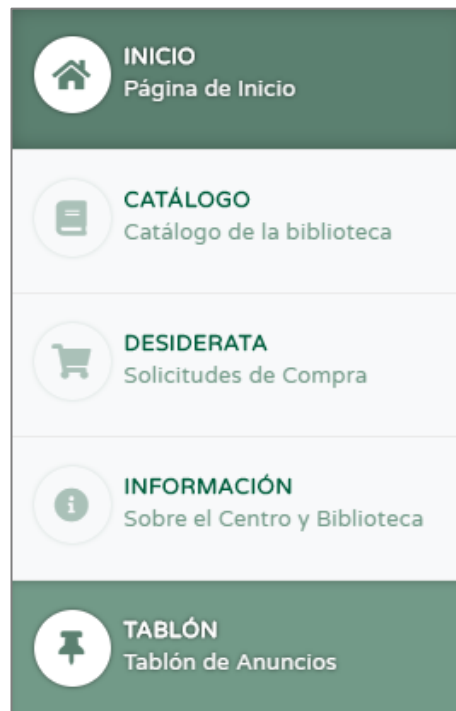 INICIO
Página de Inicio
CATÁLOGO
Catálogo de la biblioteca
DESIDERATA
Solicitudes de Compra
INFORMACIÓN
Sobre el Centro y Biblioteca
TABLÓN
Tablón de Anuncios